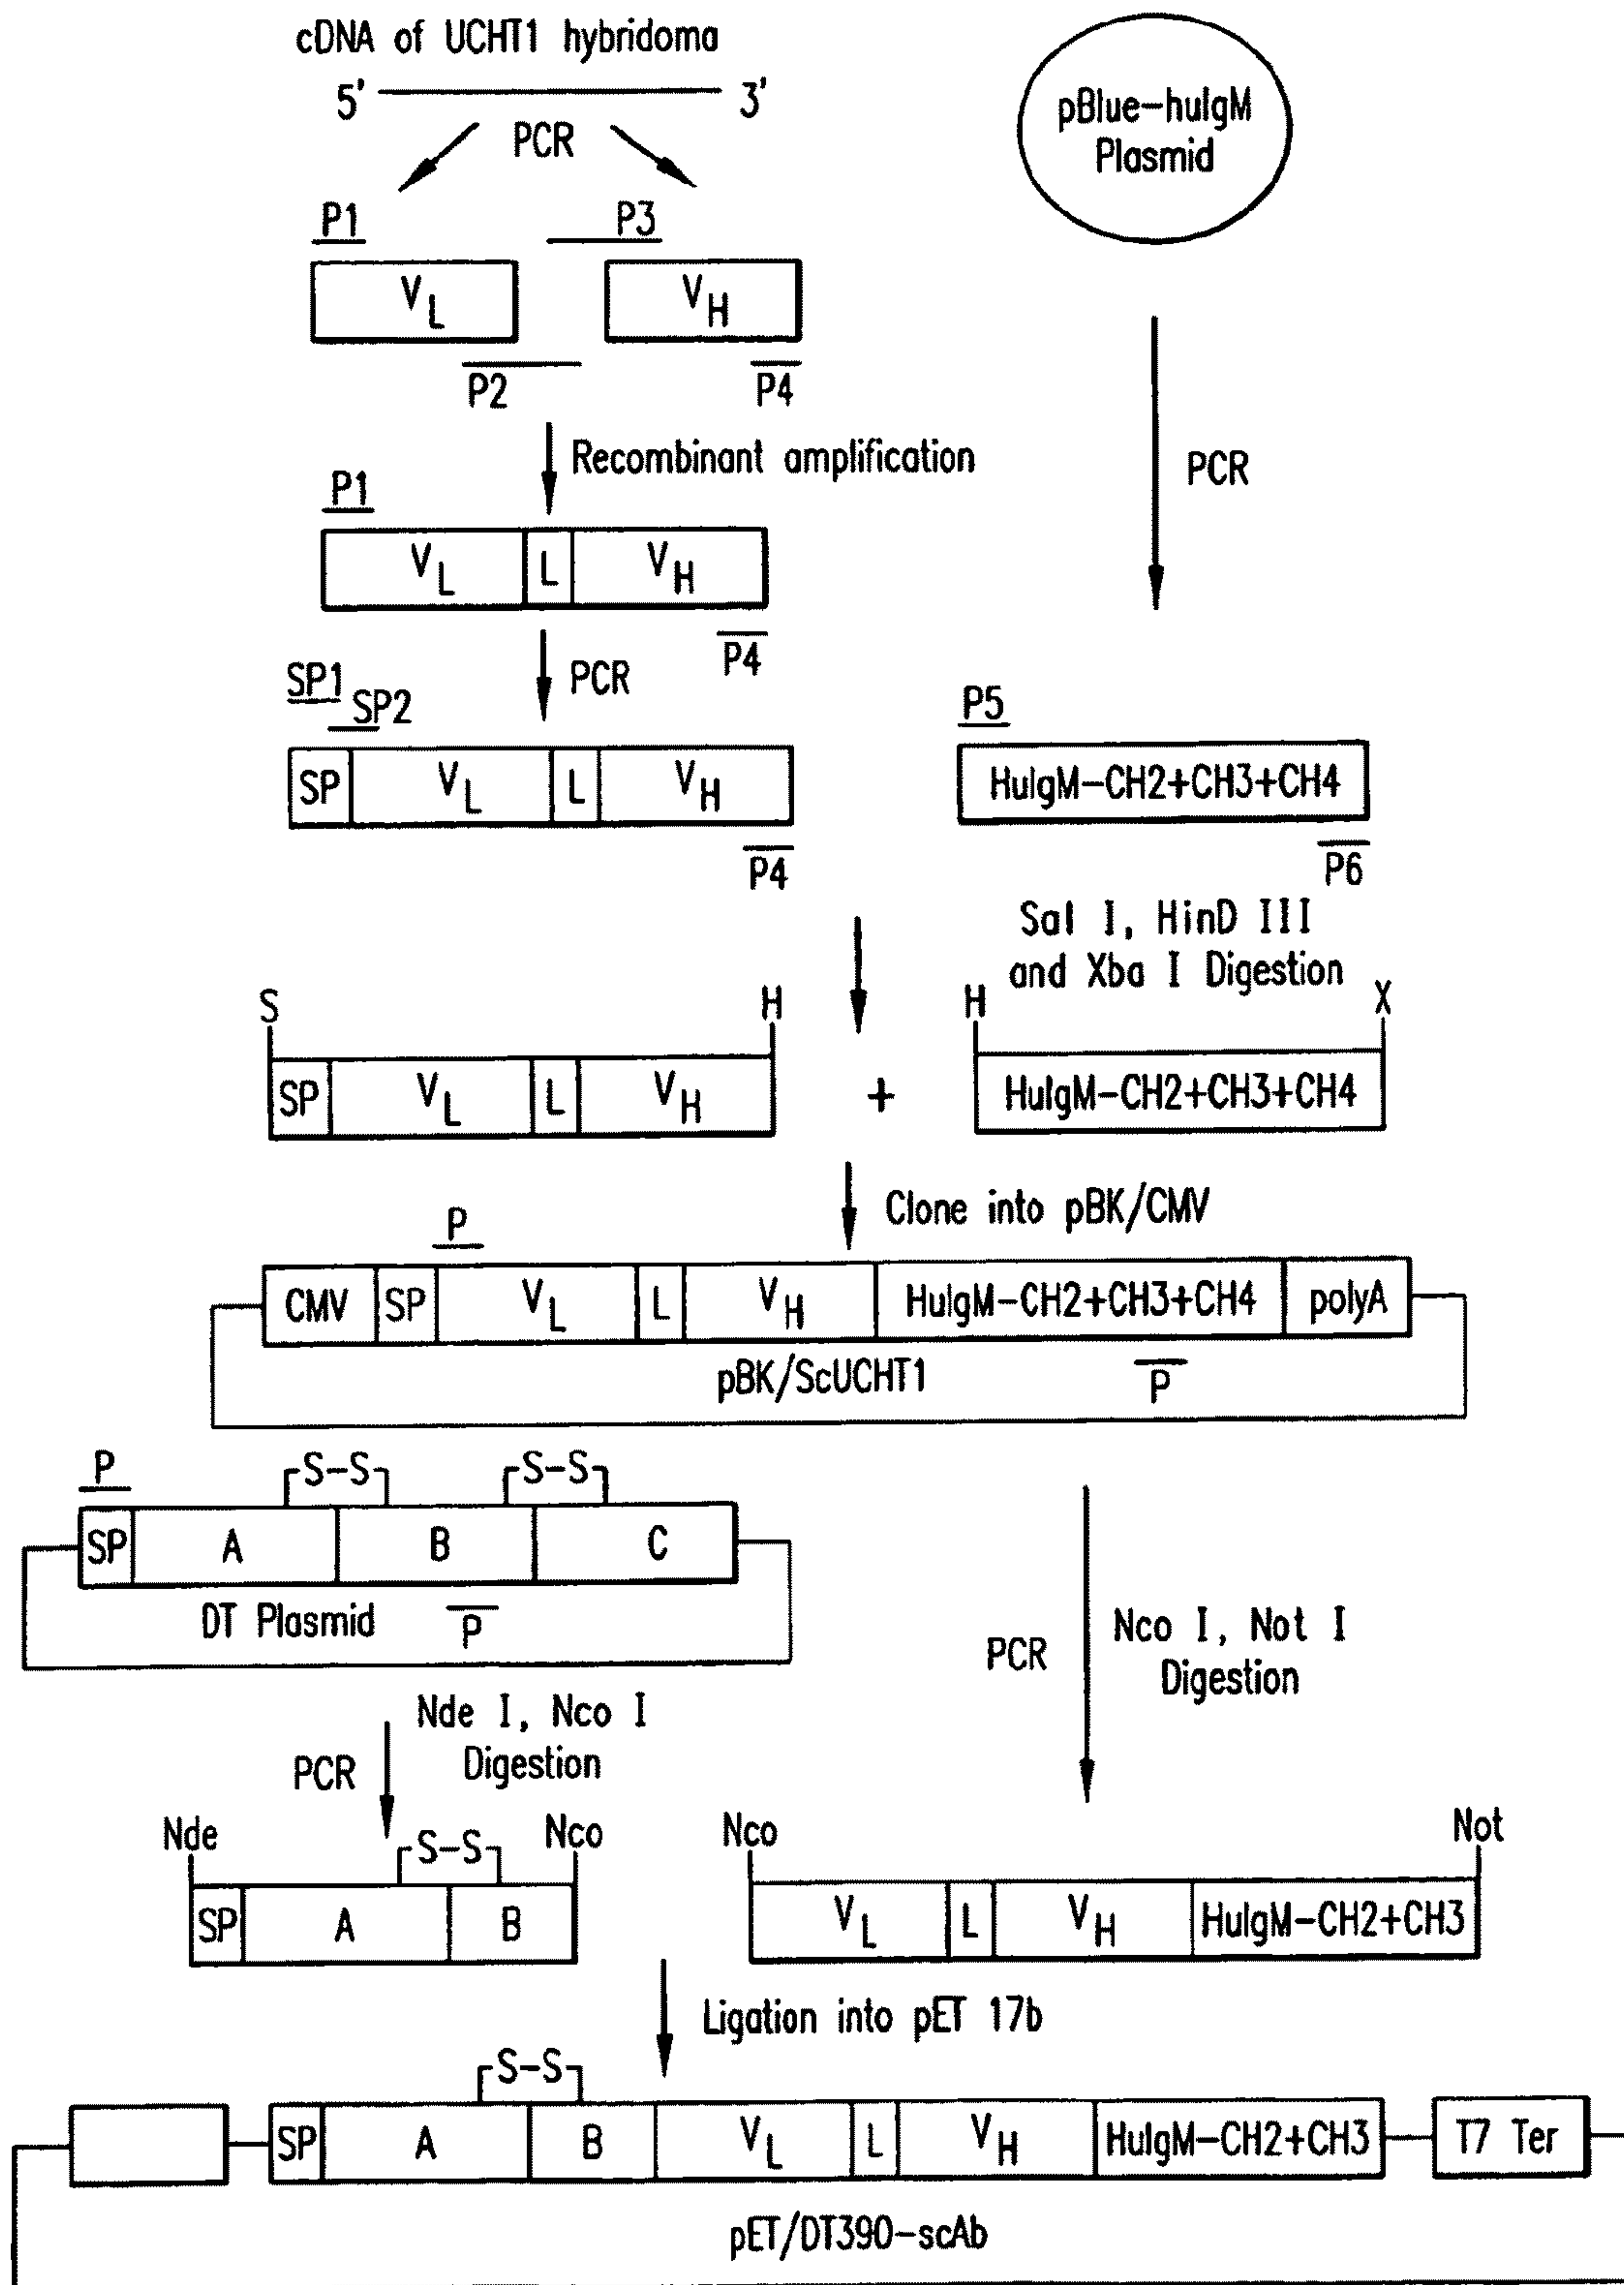 cDNA of UCHT1 hybridoma
5' 3'
PCR
pBlue-huIgM
Plasmid
P1 P3
VL VH
P2 P4
Recombinant amplification
PCR
P1
VL L VH
P4
PCR
SP1
SP2
P5
SP VL L VH
HuIgM-CH2+CH3+CH4
P4
P6
Sal I, HinD III
and Xba I Digestion
S H H X
SP VL L VH + HuIgM-CH2+CH3+CH4
Clone into pBK/CMV
P
CMV SP VL L VH HuIgM-CH2+CH3+CH4 polyA
pBK/ScUCHT1 P
P S-S S-S
SP A B C
DT Plasmid P
PCR
Nco I, Not I
Digestion
PCR
Nde I, Nco I
Digestion
Nde S-S Nco
SP A B
Nco Not
VL L VH HuIgM-CH2+CH3
Ligation into pET 17b
S-S
SP A B VL L VH HuIgM-CH2+CH3 T7 Ter
pET/DT390-scAb